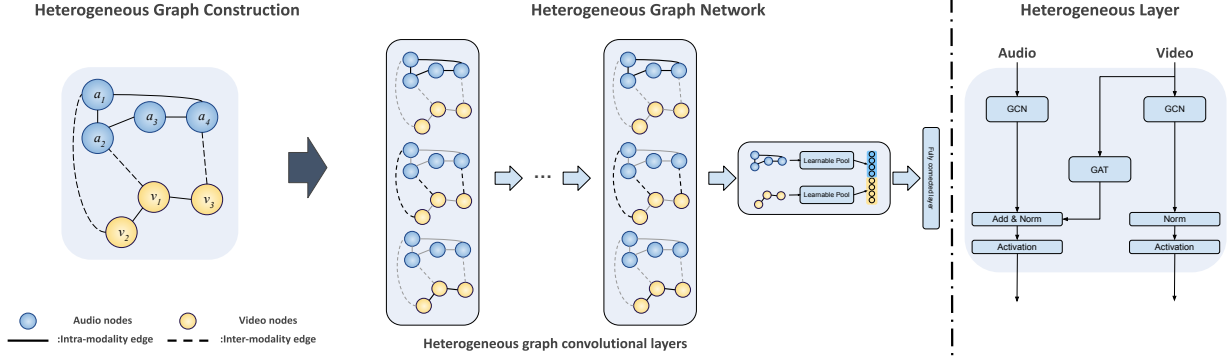 Heterogeneous Graph Construction
a1
a2
a3
a4
v1
v2
v3
Audio nodes
Video nodes
:Intra-modality edge
:Inter-modality edge
Heterogeneous Graph Network
...
Learnable Pool
Learnable Pool
Fully connected layer
Heterogeneous graph convolutional layers
Heterogeneous Layer
Audio
Video
GCN
GCN
GAT
Add & Norm
Norm
Activation
Activation